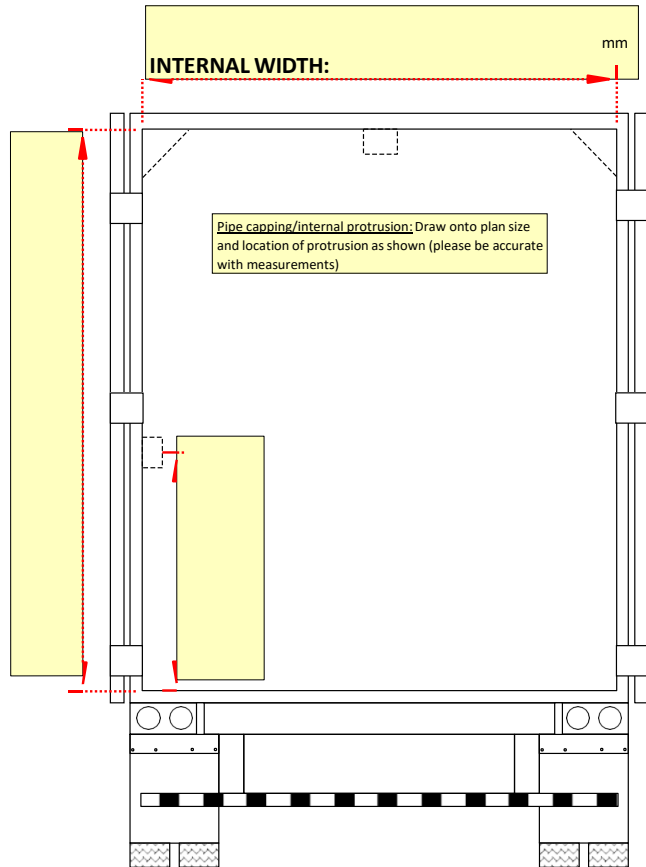 mm
INTERNAL WIDTH:
Pipe capping/internal protrusion: Draw onto plan size
and location of protrusion as shown (please be accurate
with measurements)